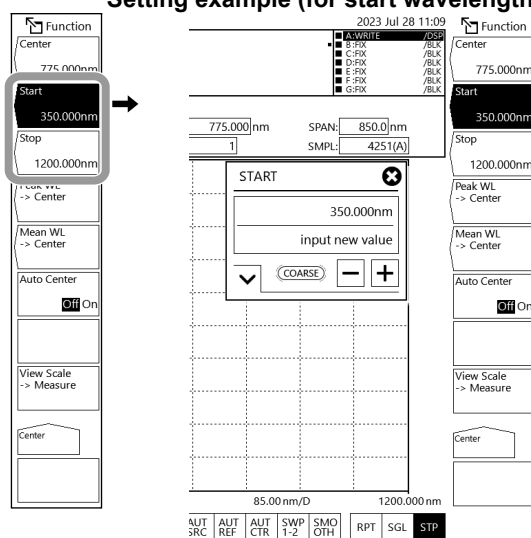 Setting example (for start wavelength
Function
Center
775.000nm
Start
350.000nm
Stop
1200.000nm
Peak WL
-> Center
Mean WL
-> Center
Auto Center
Off On
View Scale
-> Measure
Center
2023 Jul 28 11:09
A:WRITE /DSP
B:FIX /BLK
C:FIX /BLK
D:FIX /BLK
E:FIX /BLK
F:FIX /BLK
G:FIX /BLK
775.000 nm SPAN: 850.0 nm
1 SMPL: 4251(A)
START
350.000nm
input new value
COARSE
85.00 nm/D 1200.000 nm
AUT SRC
AUT REF
AUT CTR
SWP 1-2
SMO OTH
RPT
SGL
STP
Function
Center
775.000nm
Start
350.000nm
Stop
1200.000nm
Peak WL
-> Center
Mean WL
-> Center
Auto Center
Off On
View Scale
-> Measure
Center